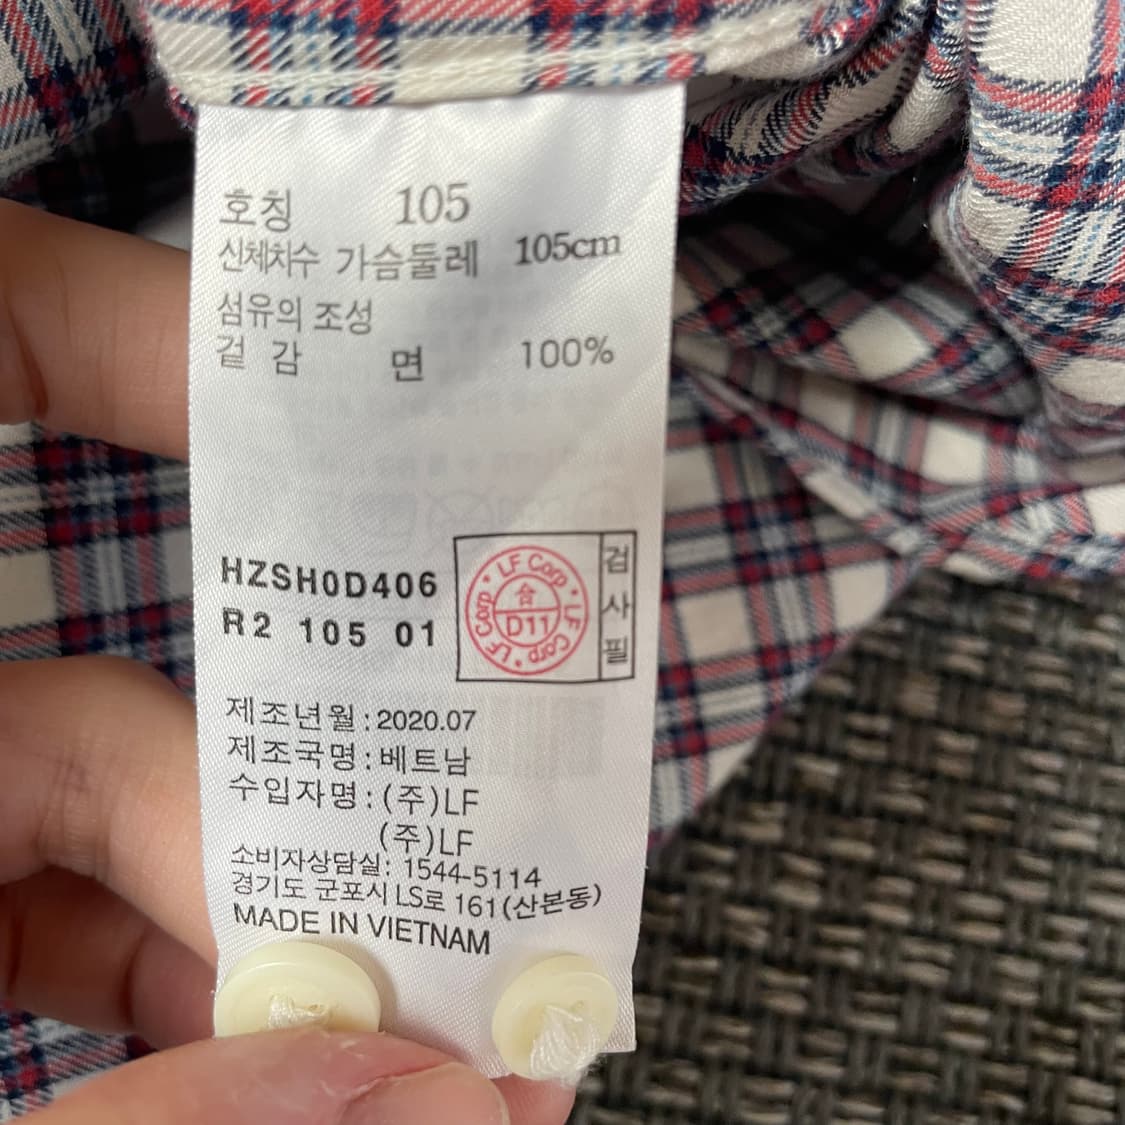 호칭 105
신체치수 가슴둘레 105cm
섬유의 조성
겉 감 면 100%
HZSH0D406
R2 105 01
LF Corp · LF Corp · LF Corp ·
合
D11
검사필
제조년월:2020.07
제조국명:베트남
수입자명:(주)LF
(주)LF
소비자상담실: 1544-5114
경기도 군포시 LS로 161(산본동)
MADE IN VIETNAM